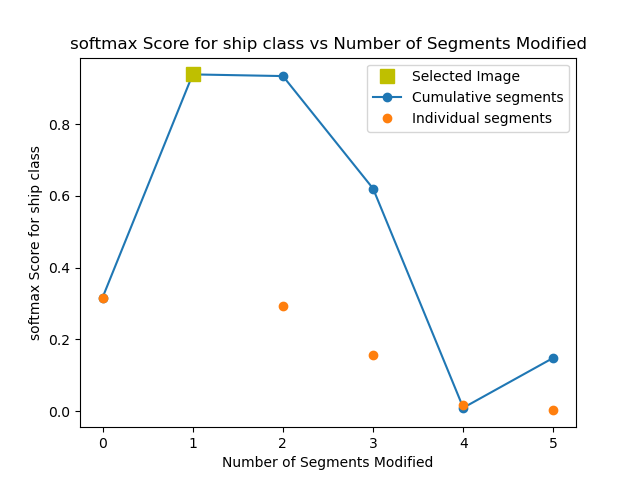 softmax Score for ship class vs Number of Segments Modified
Selected Image
Cumulative segments
Individual segments
softmax Score for ship class
0.8
0.6
0.4
0.2
0.0
0 1 2 3 4 5
Number of Segments Modified